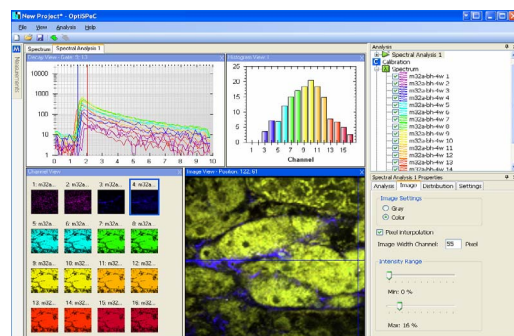 New Project* - OptiSPeC
File View Analysis Help
Spectrum Spectral Analysis 1
Measurements
Histogram View 1
10000
1000
100
10
1
0 1 2 3 4 5 6 7 8 9 10
25
20
15
10
5
0
1 3 5 7 9 11 13 15
Channel
Channel View
1: m32a... 2: m32a... 3: m32a... 4: m32a...
5: m32a... 6: m32a... 7: m32a... 8: m32a...
9: m32a... 10: m32... 11: m32... 12: m32...
13: m32... 14: m32... 15: m32... 16: m32...
Image View - Position: 122, 61
Analysis
Spectral Analysis 1
Calibration
Spectrum
m32a-bh-4w 1
m32a-bh-4w 2
m32a-bh-4w 3
m32a-bh-4w 4
m32a-bh-4w 5
m32a-bh-4w 6
m32a-bh-4w 7
m32a-bh-4w 8
m32a-bh-4w 9
m32a-bh-4w 10
m32a-bh-4w 11
m32a-bh-4w 12
m32a-bh-4w 13
m32a-bh-4w 14
Spectral Analysis 1 Properties
Analysis Image Distribution Settings
Image Settings
Gray
Color
Pixel Interpolation
Image Width Channel: 55 Pixel
Intensity Range
Min: 0 %
Max: 16 %